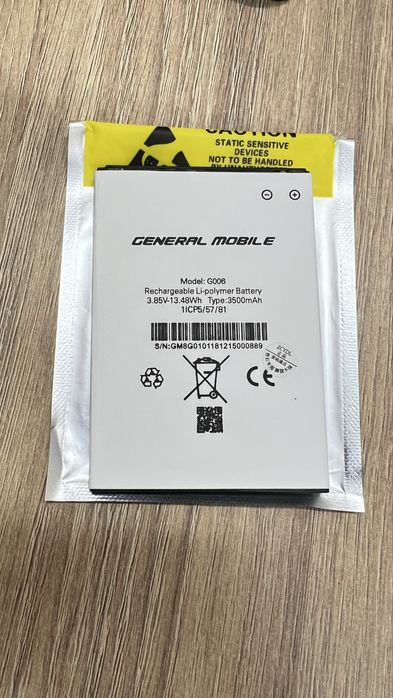 CAUTION
STATIC SENSITIVE
DEVICES
NOT TO BE HANDLED
GENERAL MOBILE
Model: G006
Rechargeable Li-polymer Battery
3.85V-13.48Wh Type:3500mAh
1ICP5/57/81
S/N:GM8G0101181215000889
CE